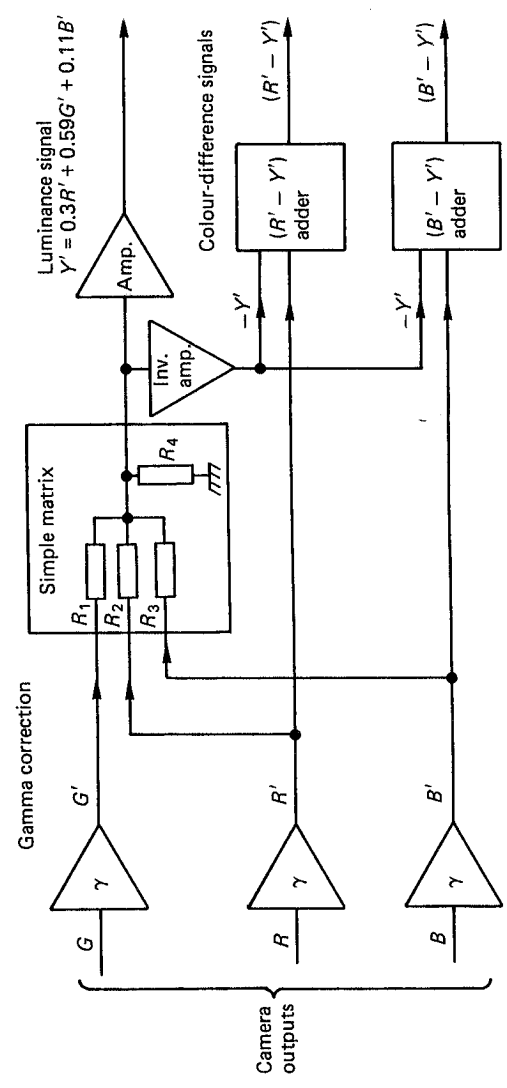 Camera
outputs
G
R
B
γ
γ
γ
Gamma correction
G′
R′
B′
Simple matrix
R₁
R₂
R₃
R₄
Inv.
amp.
Amp.
Luminance signal
Y′ = 0.3R′ + 0.59G′ + 0.11B′
Colour-difference signals
−Y′
−Y′
(R′ − Y′)
adder
(B′ − Y′)
adder
(R′ − Y′)
(B′ − Y′)